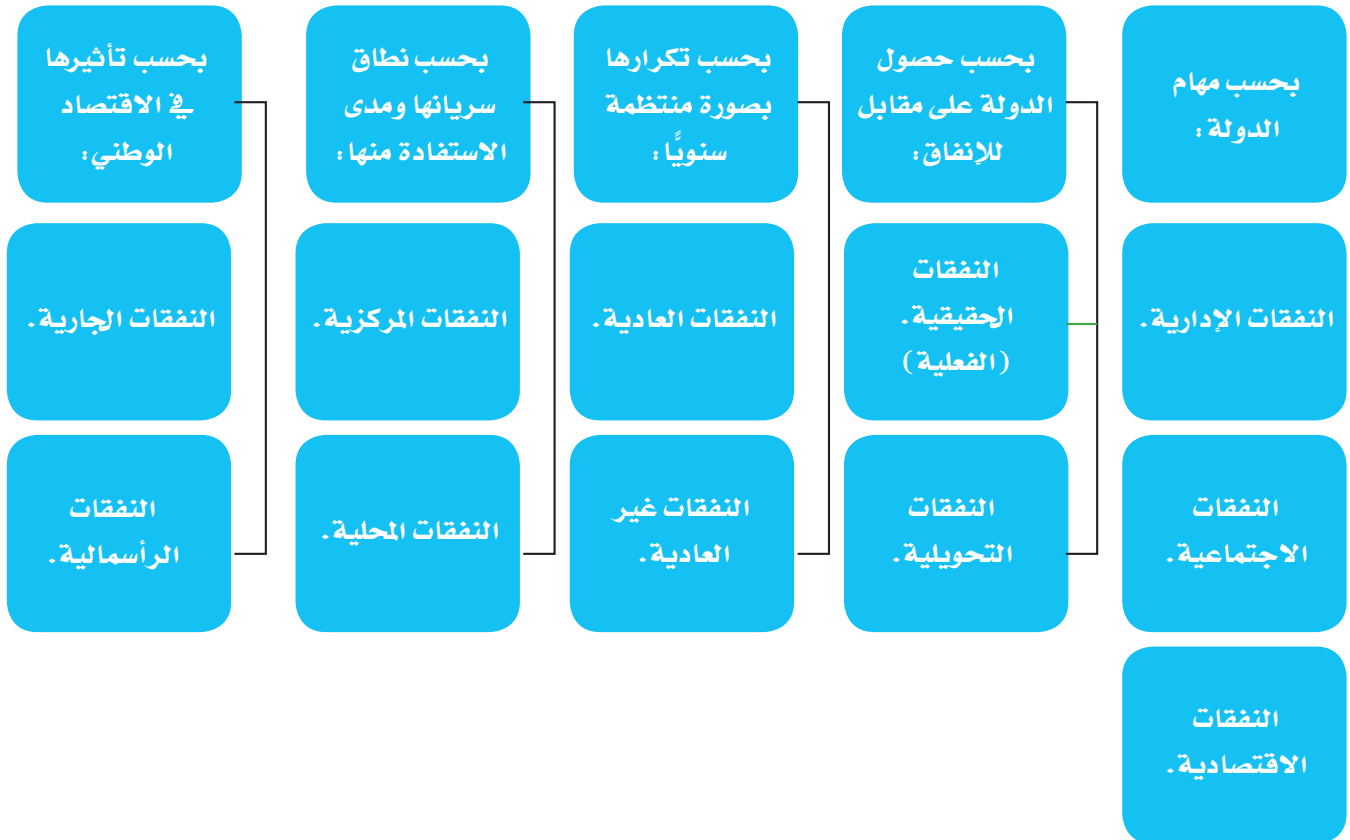 بحسب مهام
الدولة :
النفقات الإدارية.
النفقات
الاجتماعية.
النفقات
الاقتصادية.
بحسب حصول
الدولة على مقابل
للإنفاق:
النفقات
الحقيقية.
(الفعلية)
النفقات
التحويلية.
بحسب تكرارها
بصورة منتظمة
سنويًّا:
النفقات العادية.
النفقات غير
العادية.
بحسب نطاق
سريانها ومدى
الاستفادة منها:
النفقات المركزية.
النفقات المحلية.
بحسب تأثيرها
في الاقتصاد
الوطني:
النفقات الجارية.
النفقات
الرأسمالية.